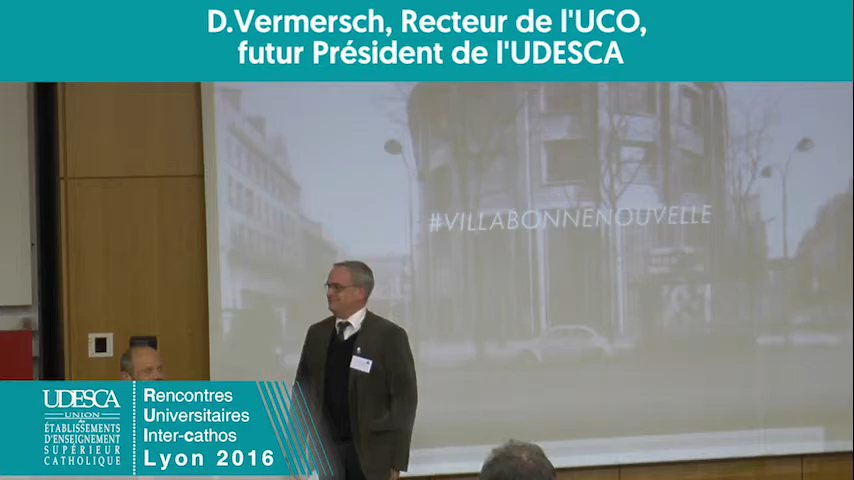 D.Vermersch, Recteur de l'UCO,
futur Président de l'UDESCA
#VILLABONNENOUVELLE
UDESCA
UNION
des
ÉTABLISSEMENTS
D'ENSEIGNEMENT
SUPÉRIEUR
CATHOLIQUE
Rencontres
Universitaires
Inter-cathos
Lyon 2016